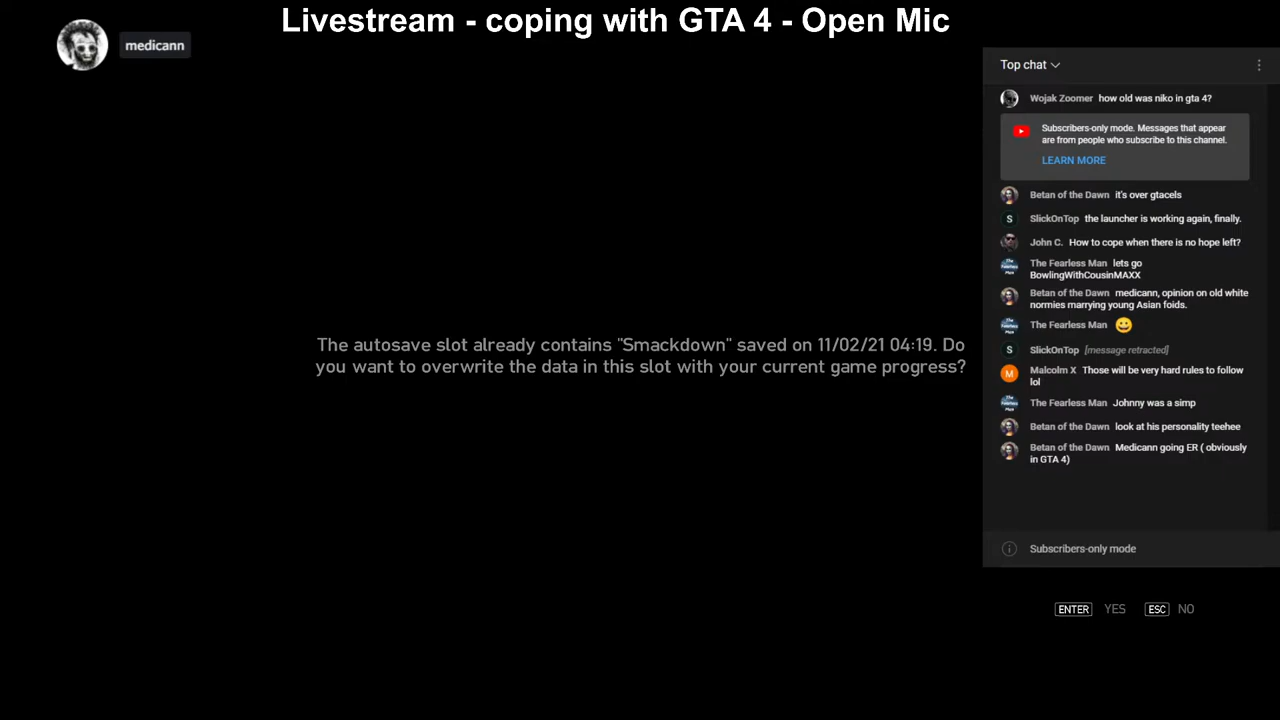 Livestream - coping with GTA 4 - Open Mic
medicann
Top chat
Wojak Zoomer how old was niko in gta 4?
Subscribers-only mode. Messages that appear
are from people who subscribe to this channel.
LEARN MORE
Betan of the Dawn it's over gtacels
S SlickOnTop the launcher is working again, finally.
John C. How to cope when there is no hope left?
The Fearless Man lets go
BowlingWithCousinMAXX
Betan of the Dawn medicann, opinion on old white
normies marrying young Asian foids.
The Fearless Man 😀
S SlickOnTop [message retracted]
M Malcolm X Those will be very hard rules to follow
lol
The Fearless Man Johnny was a simp
Betan of the Dawn look at his personality teehee
Betan of the Dawn Medicann going ER ( obviously
in GTA 4)
Subscribers-only mode
The autosave slot already contains "Smackdown" saved on 11/02/21 04:19. Do
you want to overwrite the data in this slot with your current game progress?
ENTER YES ESC NO